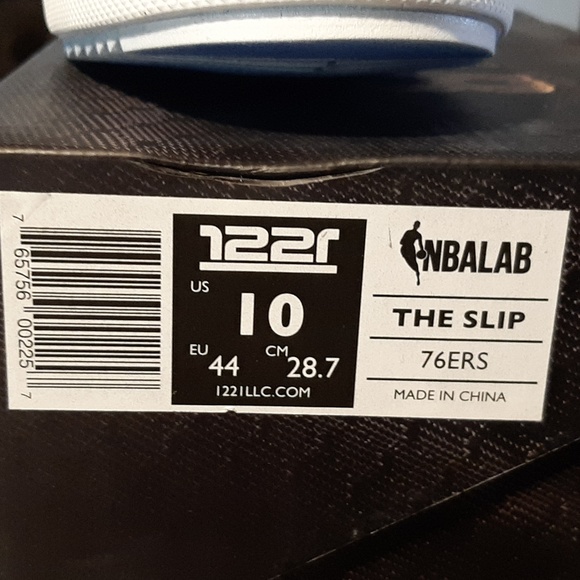 7 65756 00225 7
1221
US
10
EU 44 CM 28.7
1221LLC.COM
NBALAB
THE SLIP
76ERS
MADE IN CHINA